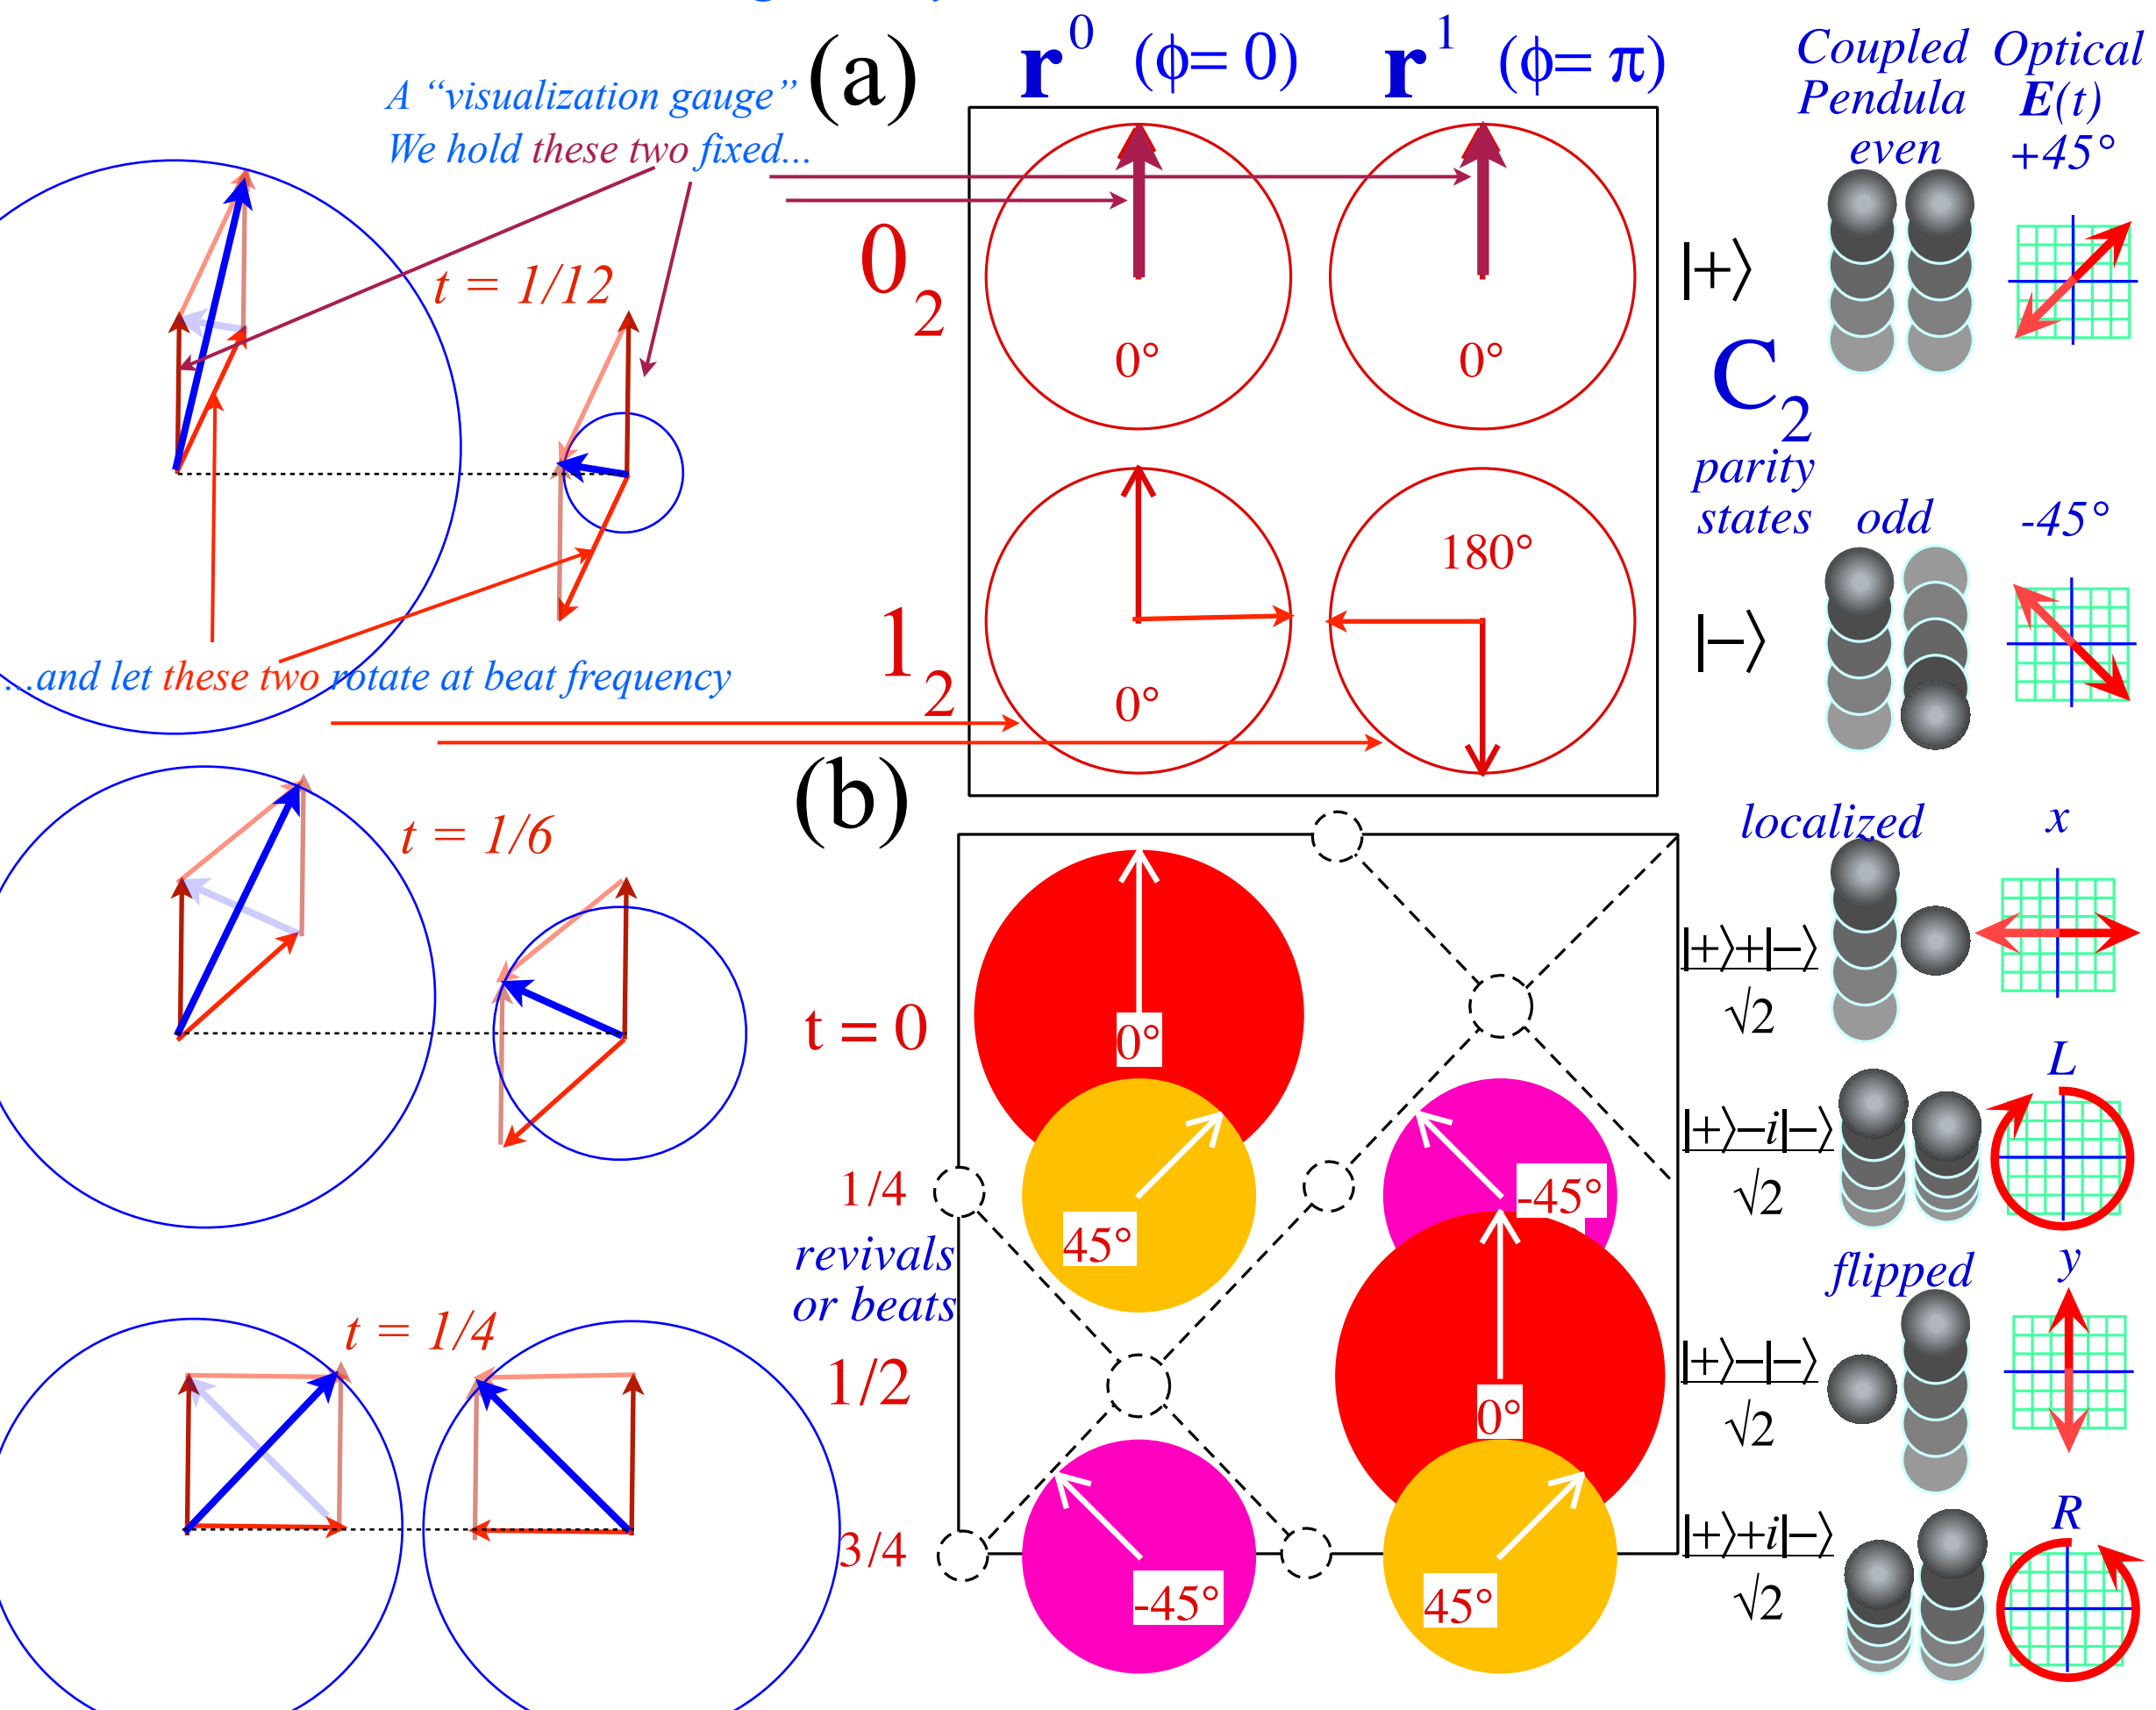 A “visualization gauge”
We hold these two fixed...
t = 1/12
...and let these two rotate at beat frequency
t = 1/6
t = 1/4
(a)
r⁰ (ϕ= 0) r¹ (ϕ= π)
0₂
0° 0°
1₂
0° 180°
|+⟩
C₂
parity
states
|−⟩
Coupled
Pendula
even
odd
Optical
E(t)
+45°
-45°
(b)
t = 0
1/4
revivals
or beats
1/2
3/4
0°
45° -45°
0°
-45° 45°
localized x
|+⟩+|−⟩
√2
L
|+⟩−i|−⟩
√2
flipped y
|+⟩−|−⟩
√2
R
|+⟩+i|−⟩
√2